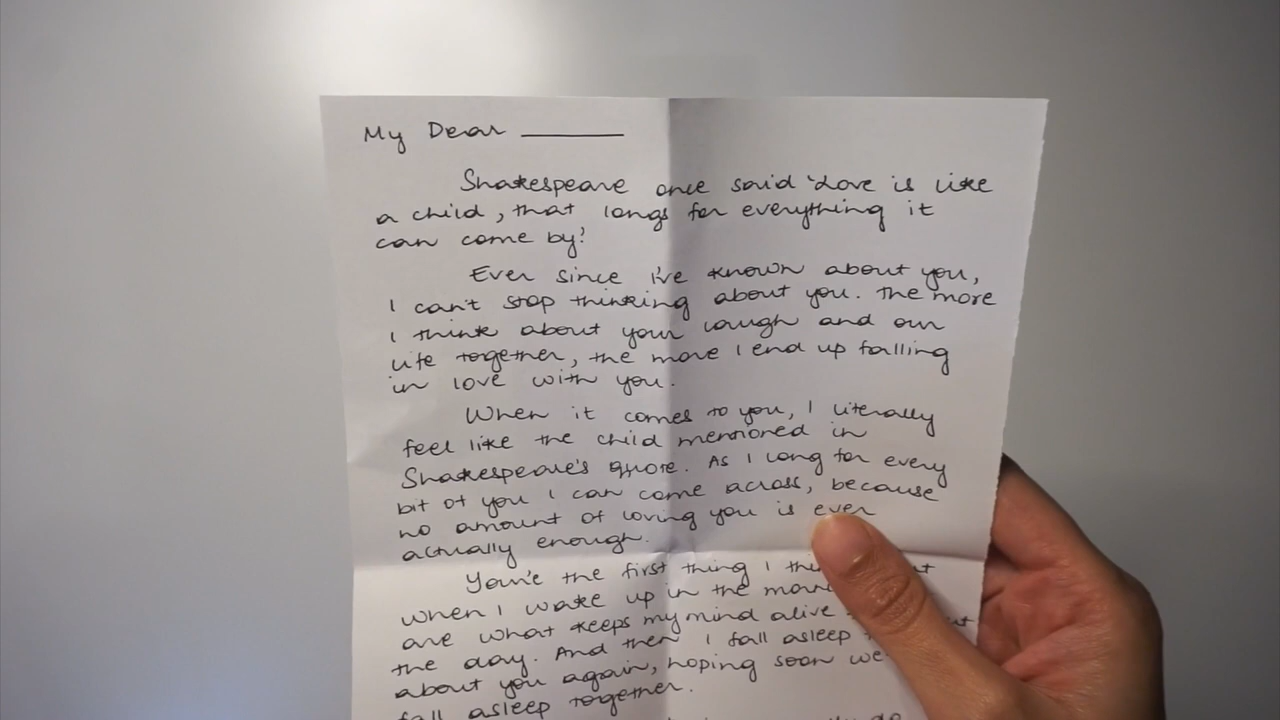 My Dear ______
Shakespeare once said 'Love is like
a child, that longs for everything it
can come by.'
Ever since I've known about you,
I can't stop thinking about you. The more
I think about your laugh and our
life together, the more I end up falling
in love with you.
When it comes to you, I literally
feel like the child mentioned in
Shakespeare's quote. As I long for every
bit of you I can come across, because
no amount of loving you is ever
actually enough.
You're the first thing I
when I wake up in the
are what keeps my mind alive
the day. And then I fall asleep
about you again, hoping soon
fall asleep together.